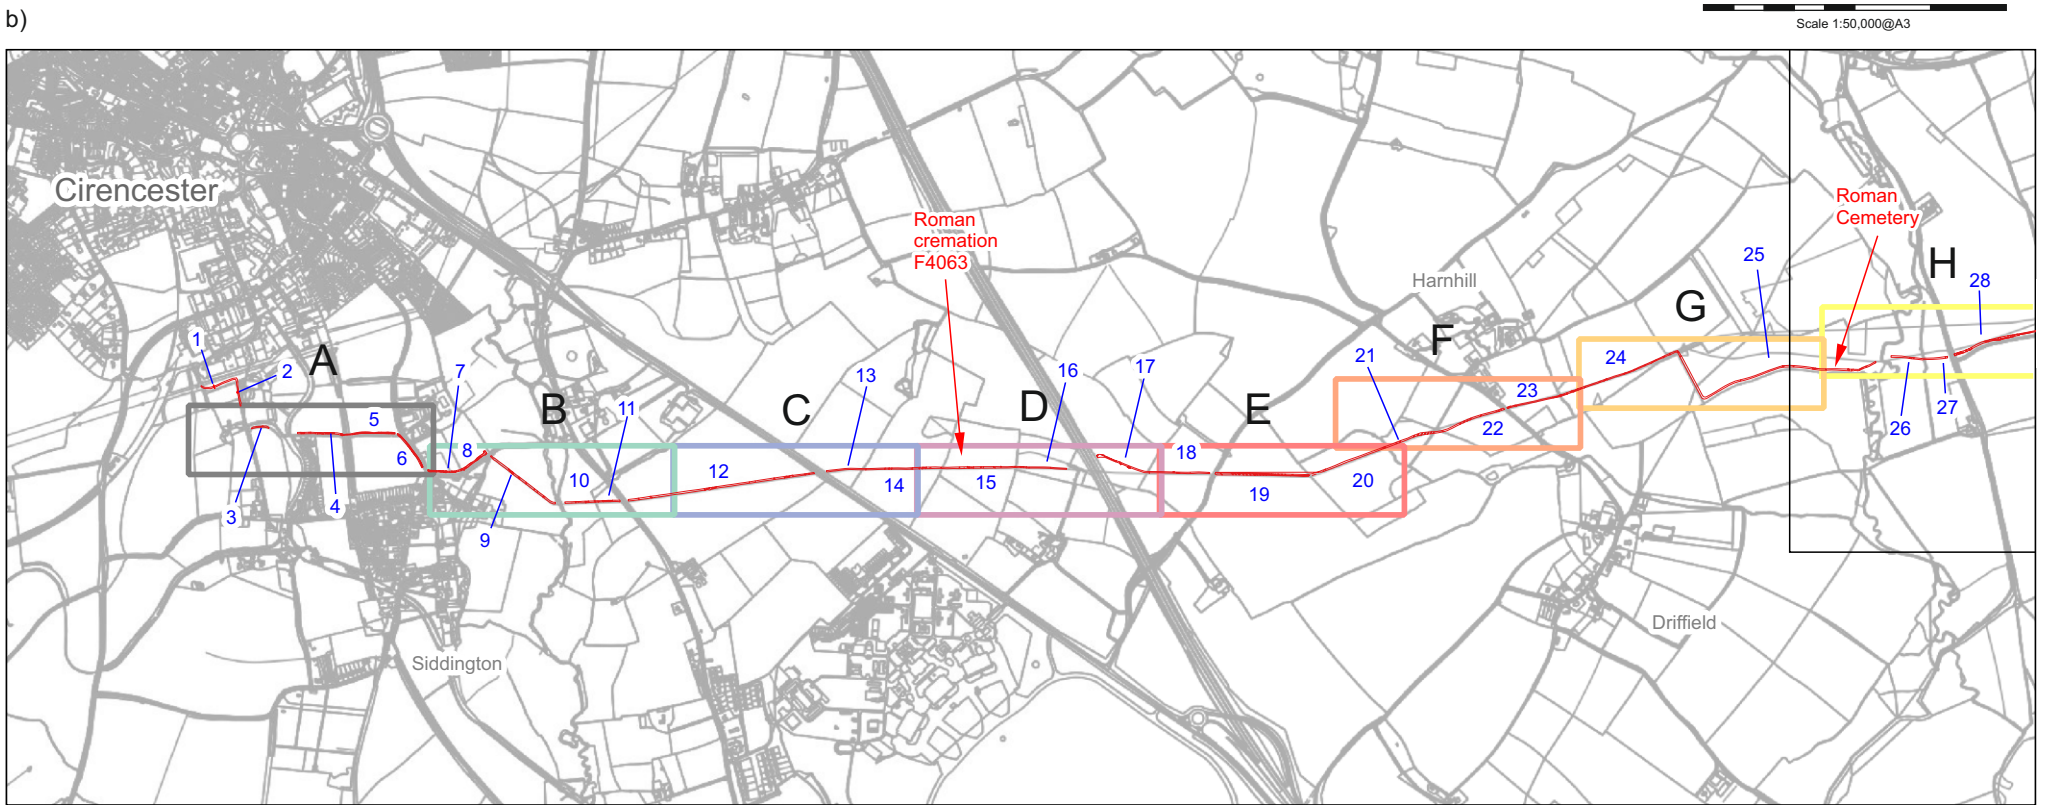 b)
Scale 1:50,000@A3
Cirencester
Roman
cremation
F4063
Roman
Cemetery
Harnhill
Driffield
Siddington
A
B
C
D
E
F
G
H
1
2
3
4
5
6
7
8
9
10
11
12
13
14
15
16
17
18
19
20
21
22
23
24
25
26
27
28